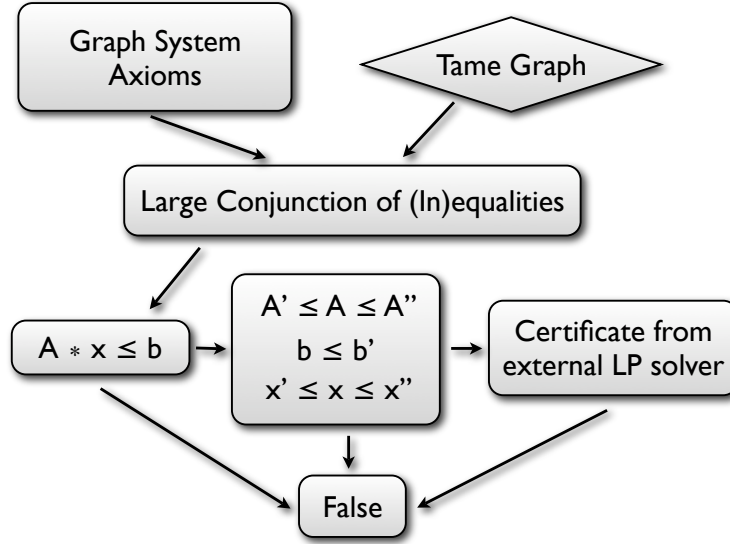 Graph System
Axioms
Tame Graph
Large Conjunction of (In)equalities
A * x ≤ b
A' ≤ A ≤ A''
b ≤ b'
x' ≤ x ≤ x''
Certificate from
external LP solver
False